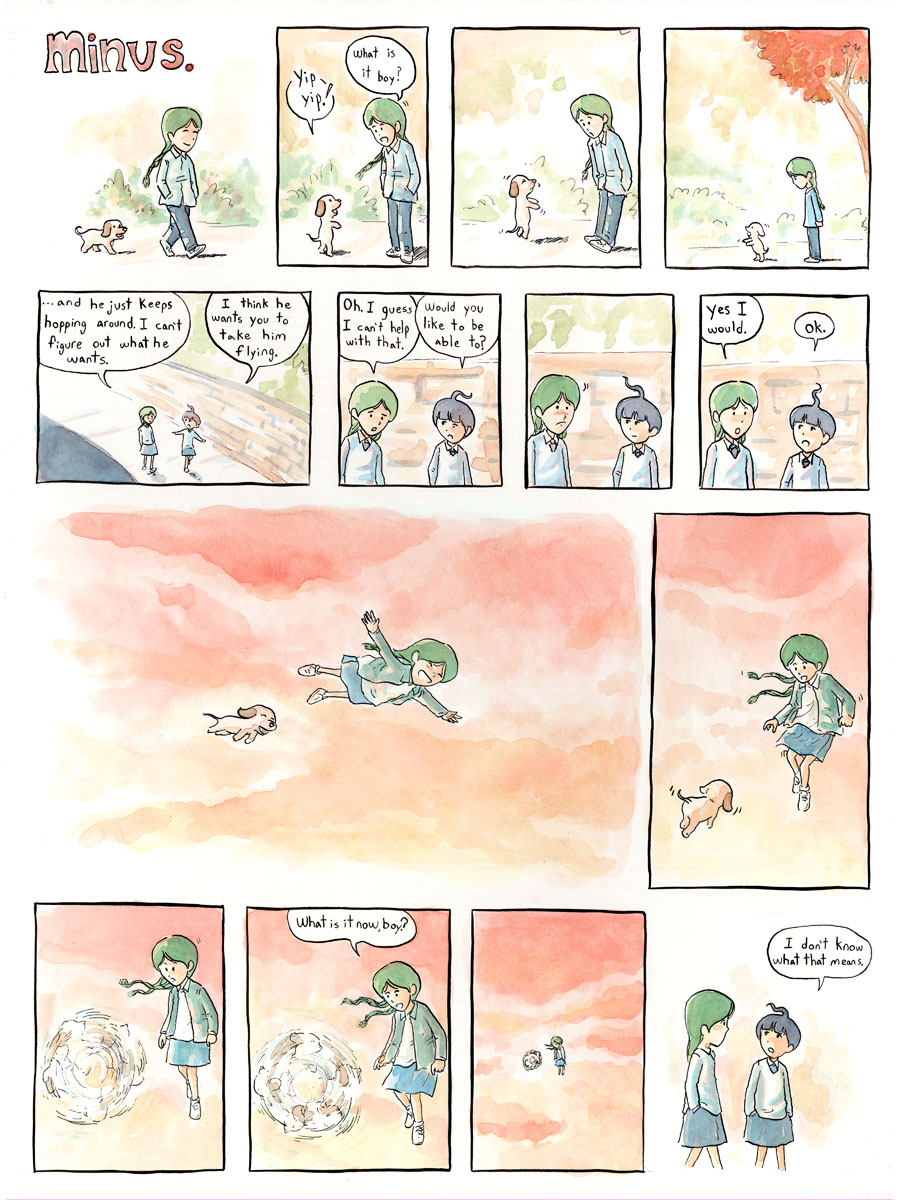 minus.
Yip
yip!
What is
it boy?
...and he just keeps
hopping around. I can't
figure out what he
wants.
I think he
wants you to
take him
flying.
Oh. I guess
I can't help
with that.
Would you
like to be
able to?
Yes I
would.
Ok.
What is it now, boy?
I don't know
what that means.